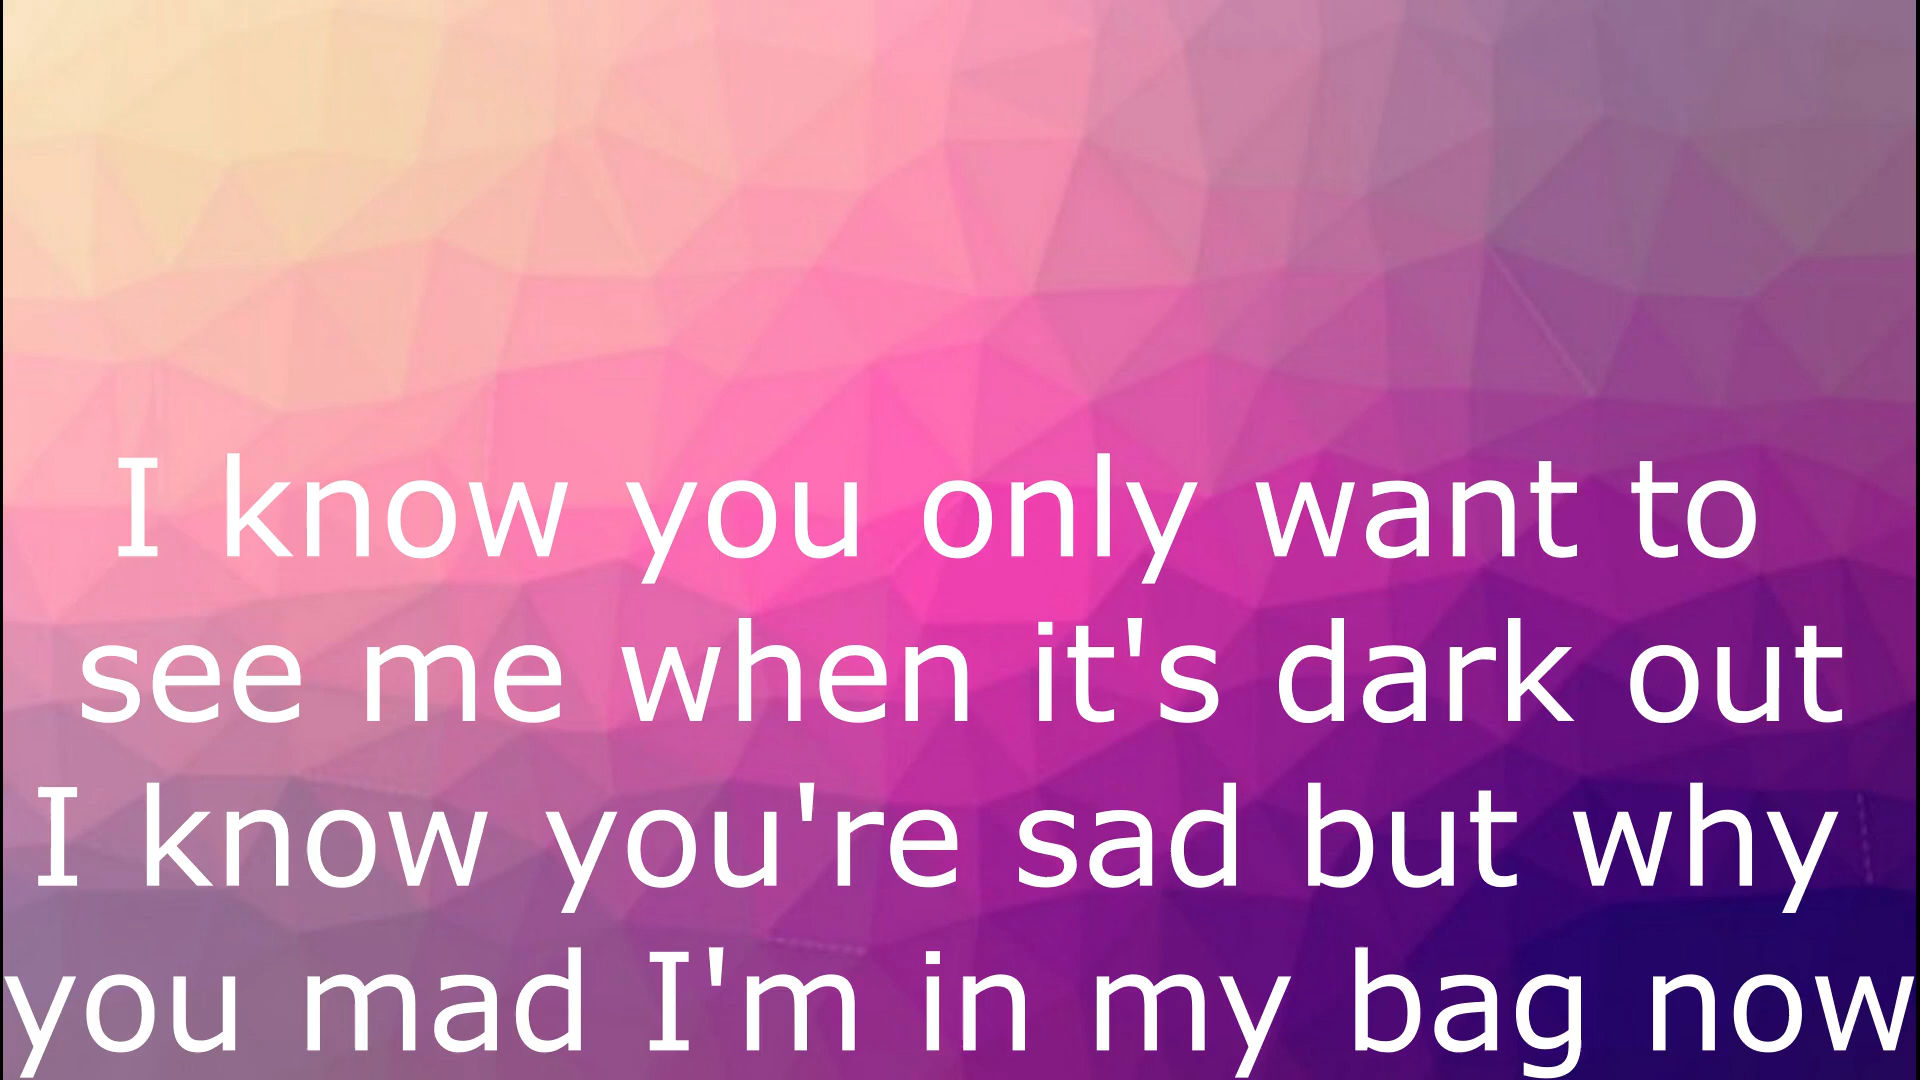 I know you only want to
see me when it's dark out
I know you're sad but why
you mad I'm in my bag now